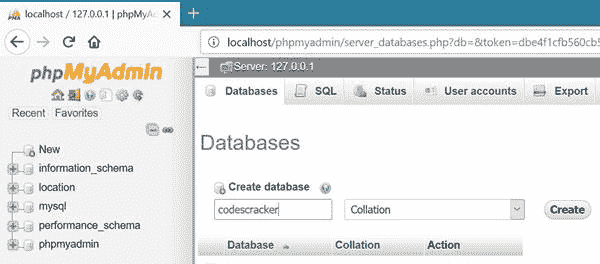 localhost / 127.0.0.1 | phpMyAdmin
localhost/phpmyadmin/server_databases.php?db=&token=dbe4f1cfb560cb5
phpMyAdmin
Recent Favorites
New
information_schema
location
mysql
performance_schema
phpmyadmin
Server: 127.0.0.1
Databases SQL Status User accounts Export
Databases
Create database
codescracker Collation Create
Database Collation Action